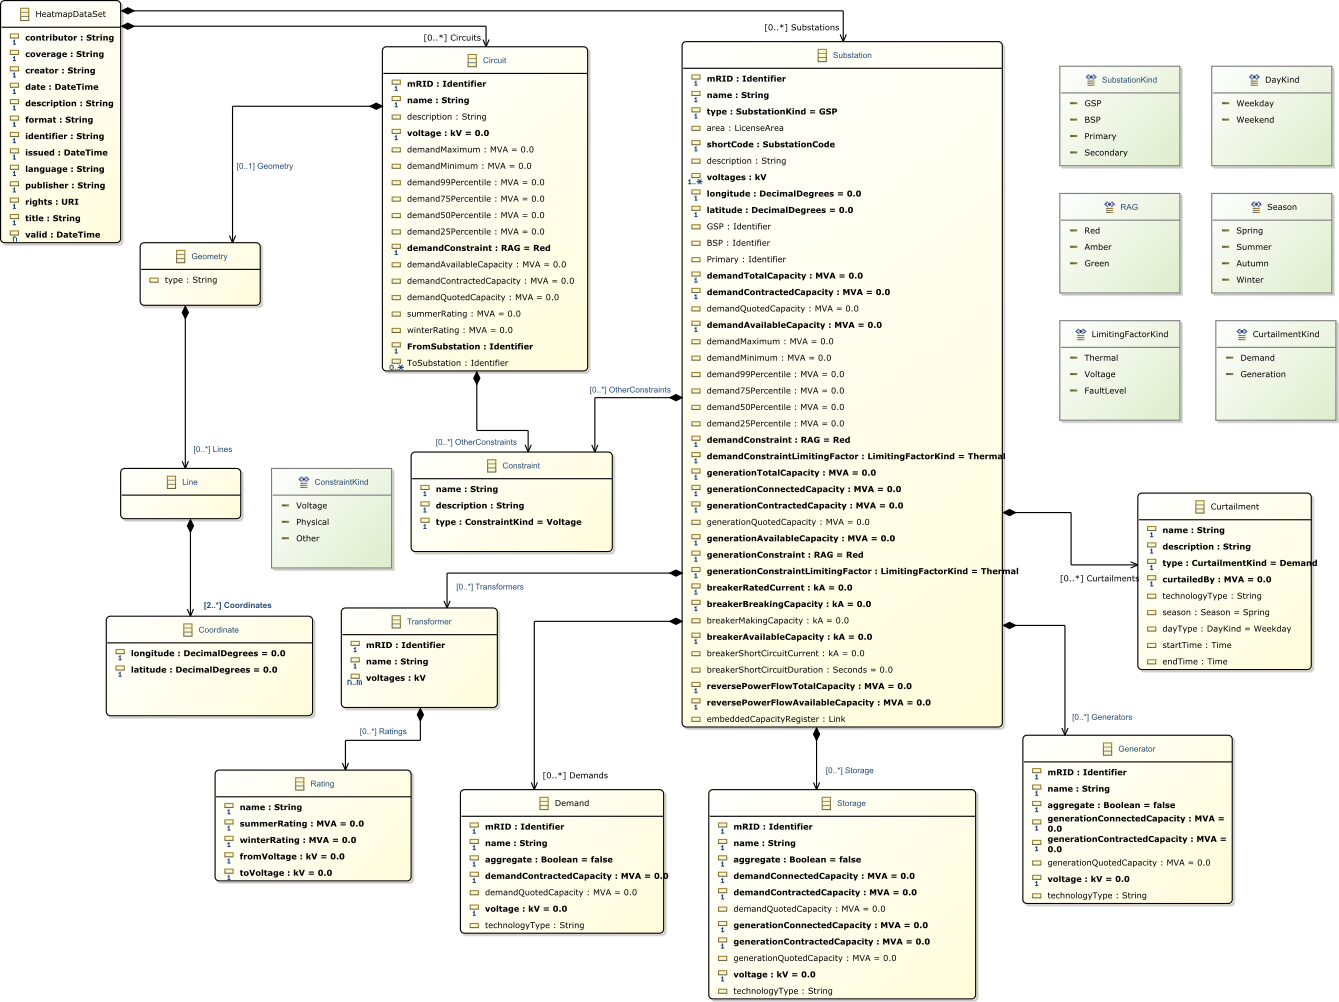 HeatmapDataSet
contributor : String
coverage : String
creator : String
date : DateTime
description : String
format : String
identifier : String
issued : DateTime
language : String
publisher : String
rights : URI
title : String
valid : DateTime
[0..*] Circuits
[0..*] Substations
Circuit
mRID : Identifier
name : String
description : String
voltage : kV = 0.0
demandMaximum : MVA = 0.0
demandMinimum : MVA = 0.0
demand99Percentile : MVA = 0.0
demand75Percentile : MVA = 0.0
demand50Percentile : MVA = 0.0
demand25Percentile : MVA = 0.0
demandConstraint : RAG = Red
demandAvailableCapacity : MVA = 0.0
demandContractedCapacity : MVA = 0.0
demandQuotedCapacity : MVA = 0.0
summerRating : MVA = 0.0
winterRating : MVA = 0.0
FromSubstation : Identifier
ToSubstation : Identifier
0..*
[0..1] Geometry
Geometry
type : String
[0..*] Lines
Line
[2..*] Coordinates
Coordinate
longitude : DecimalDegrees = 0.0
latitude : DecimalDegrees = 0.0
ConstraintKind
Voltage
Physical
Other
[0..*] OtherConstraints
[0..*] OtherConstraints
Constraint
name : String
description : String
type : ConstraintKind = Voltage
Substation
mRID : Identifier
name : String
type : SubstationKind = GSP
area : LicenseArea
shortCode : SubstationCode
description : String
voltages : kV
1..*
longitude : DecimalDegrees = 0.0
latitude : DecimalDegrees = 0.0
GSP : Identifier
BSP : Identifier
Primary : Identifier
demandTotalCapacity : MVA = 0.0
demandContractedCapacity : MVA = 0.0
demandQuotedCapacity : MVA = 0.0
demandAvailableCapacity : MVA = 0.0
demandMaximum : MVA = 0.0
demandMinimum : MVA = 0.0
demand99Percentile : MVA = 0.0
demand75Percentile : MVA = 0.0
demand50Percentile : MVA = 0.0
demand25Percentile : MVA = 0.0
demandConstraint : RAG = Red
demandConstraintLimitingFactor : LimitingFactorKind = Thermal
generationTotalCapacity : MVA = 0.0
generationConnectedCapacity : MVA = 0.0
generationContractedCapacity : MVA = 0.0
generationQuotedCapacity : MVA = 0.0
generationAvailableCapacity : MVA = 0.0
generationConstraint : RAG = Red
generationConstraintLimitingFactor : LimitingFactorKind = Thermal
breakerRatedCurrent : kA = 0.0
breakerBreakingCapacity : kA = 0.0
breakerMakingCapacity : kA = 0.0
breakerAvailableCapacity : kA = 0.0
breakerShortCircuitCurrent : kA = 0.0
breakerShortCircuitDuration : Seconds = 0.0
reversePowerFlowTotalCapacity : MVA = 0.0
reversePowerFlowAvailableCapacity : MVA = 0.0
embeddedCapacityRegister : Link
SubstationKind
GSP
BSP
Primary
Secondary
DayKind
Weekday
Weekend
RAG
Red
Amber
Green
Season
Spring
Summer
Autumn
Winter
LimitingFactorKind
Thermal
Voltage
FaultLevel
CurtailmentKind
Demand
Generation
[0..*] Curtailments
Curtailment
name : String
description : String
type : CurtailmentKind = Demand
curtailedBy : MVA = 0.0
technologyType : String
season : Season = Spring
dayType : DayKind = Weekday
startTime : Time
endTime : Time
[0..*] Transformers
Transformer
mRID : Identifier
name : String
voltages : kV
n..m
[0..*] Ratings
Rating
name : String
summerRating : MVA = 0.0
winterRating : MVA = 0.0
fromVoltage : kV = 0.0
toVoltage : kV = 0.0
[0..*] Demands
Demand
mRID : Identifier
name : String
aggregate : Boolean = false
demandContractedCapacity : MVA = 0.0
demandQuotedCapacity : MVA = 0.0
voltage : kV = 0.0
technologyType : String
[0..*] Storage
Storage
mRID : Identifier
name : String
aggregate : Boolean = false
demandConnectedCapacity : MVA = 0.0
demandContractedCapacity : MVA = 0.0
demandQuotedCapacity : MVA = 0.0
generationConnectedCapacity : MVA = 0.0
generationContractedCapacity : MVA = 0.0
generationQuotedCapacity : MVA = 0.0
voltage : kV = 0.0
technologyType : String
[0..*] Generators
Generator
mRID : Identifier
name : String
aggregate : Boolean = false
generationConnectedCapacity : MVA =
0.0
generationContractedCapacity : MVA =
0.0
generationQuotedCapacity : MVA = 0.0
voltage : kV = 0.0
technologyType : String